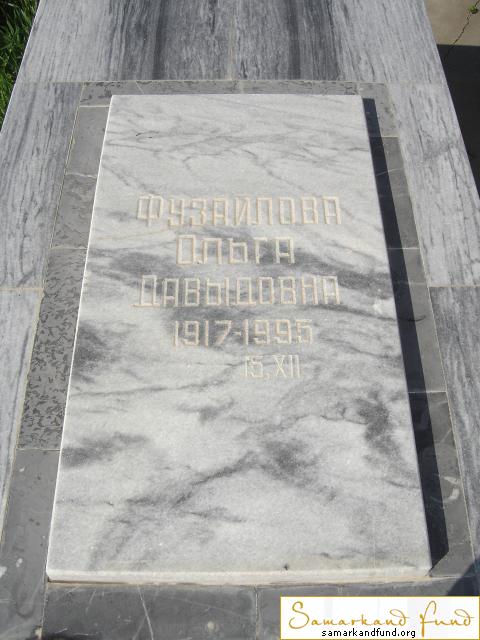 ФУЗАЙЛОВА
ОЛЬГА
ДАВЫДОВНА
1917-1995
15,XII
Samarkand Fund
samarkandfund.org